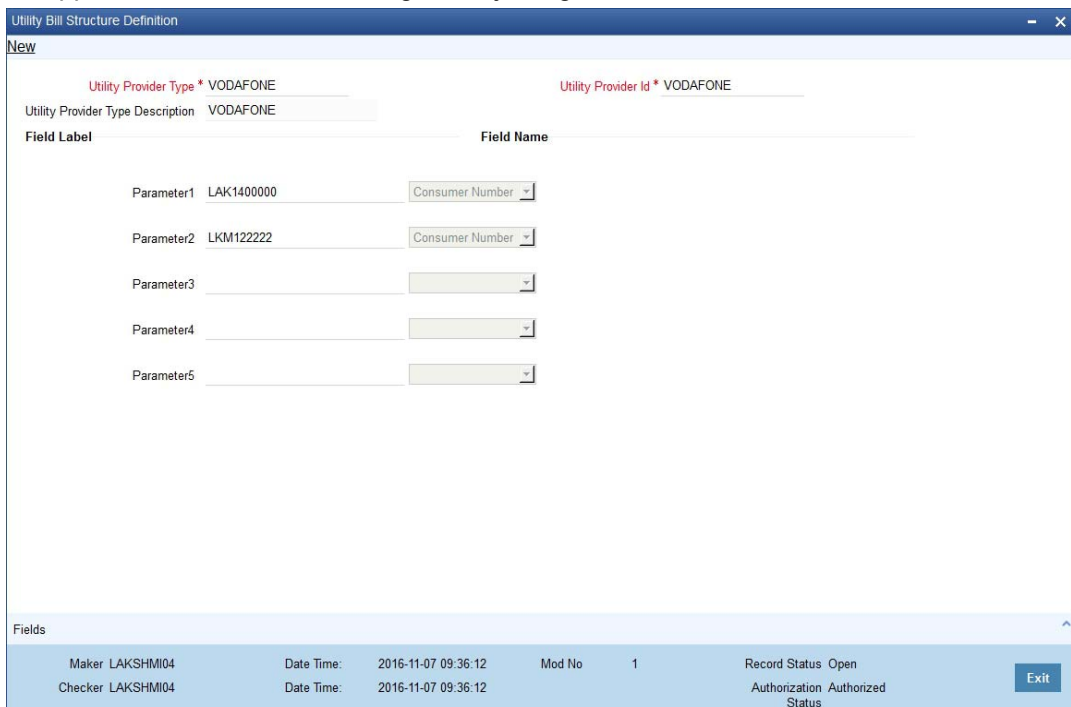 Utility Bill Structure Definition
New
Utility Provider Type * VODAFONE Utility Provider Id * VODAFONE
Utility Provider Type Description VODAFONE
Field Label Field Name
Parameter1 LAK1400000 Consumer Number
Parameter2 LKM122222 Consumer Number
Parameter3
Parameter4
Parameter5
Fields
Maker LAKSHMI04 Date Time: 2016-11-07 09:36:12 Mod No 1 Record Status Open
Checker LAKSHMI04 Date Time: 2016-11-07 09:36:12 Authorization Status Authorized
Exit